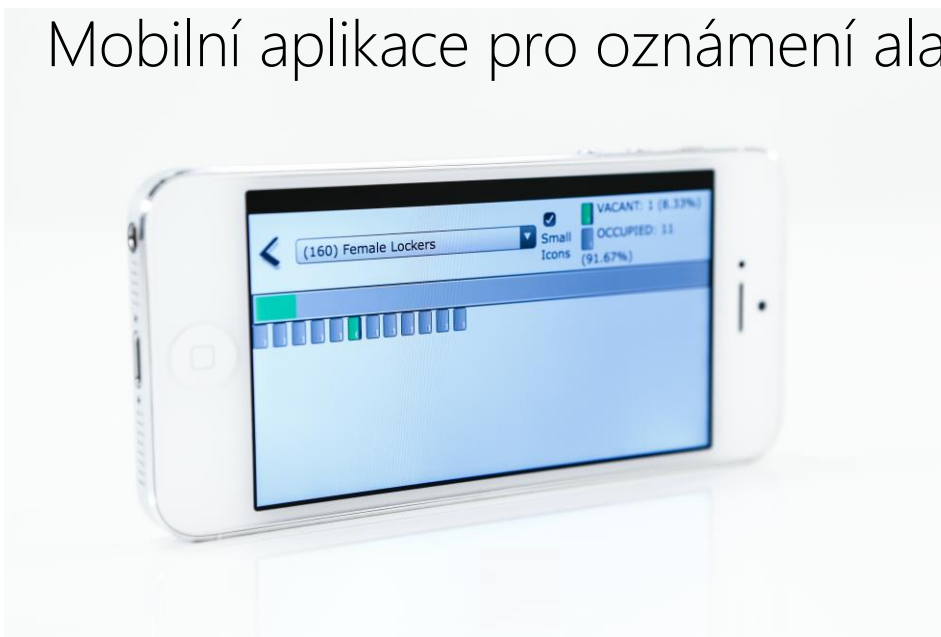 Mobilní aplikace pro oznámení ala
(160) Female Lockers
Small
Icons
VACANT: 1 (8.33%)
OCCUPIED: 11
(91.67%)